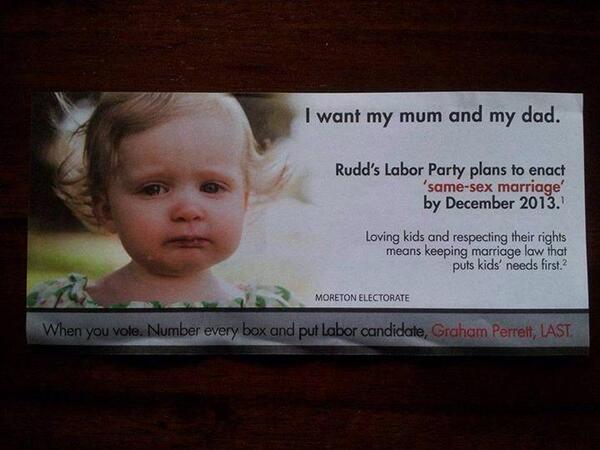 I want my mum and my dad.
Rudd's Labor Party plans to enact
'same-sex marriage'
by December 2013.¹
Loving kids and respecting their rights
means keeping marriage law that
puts kids' needs first.²
MORETON ELECTORATE
When you vote. Number every box and put Labor candidate, Graham Perrett, LAST.